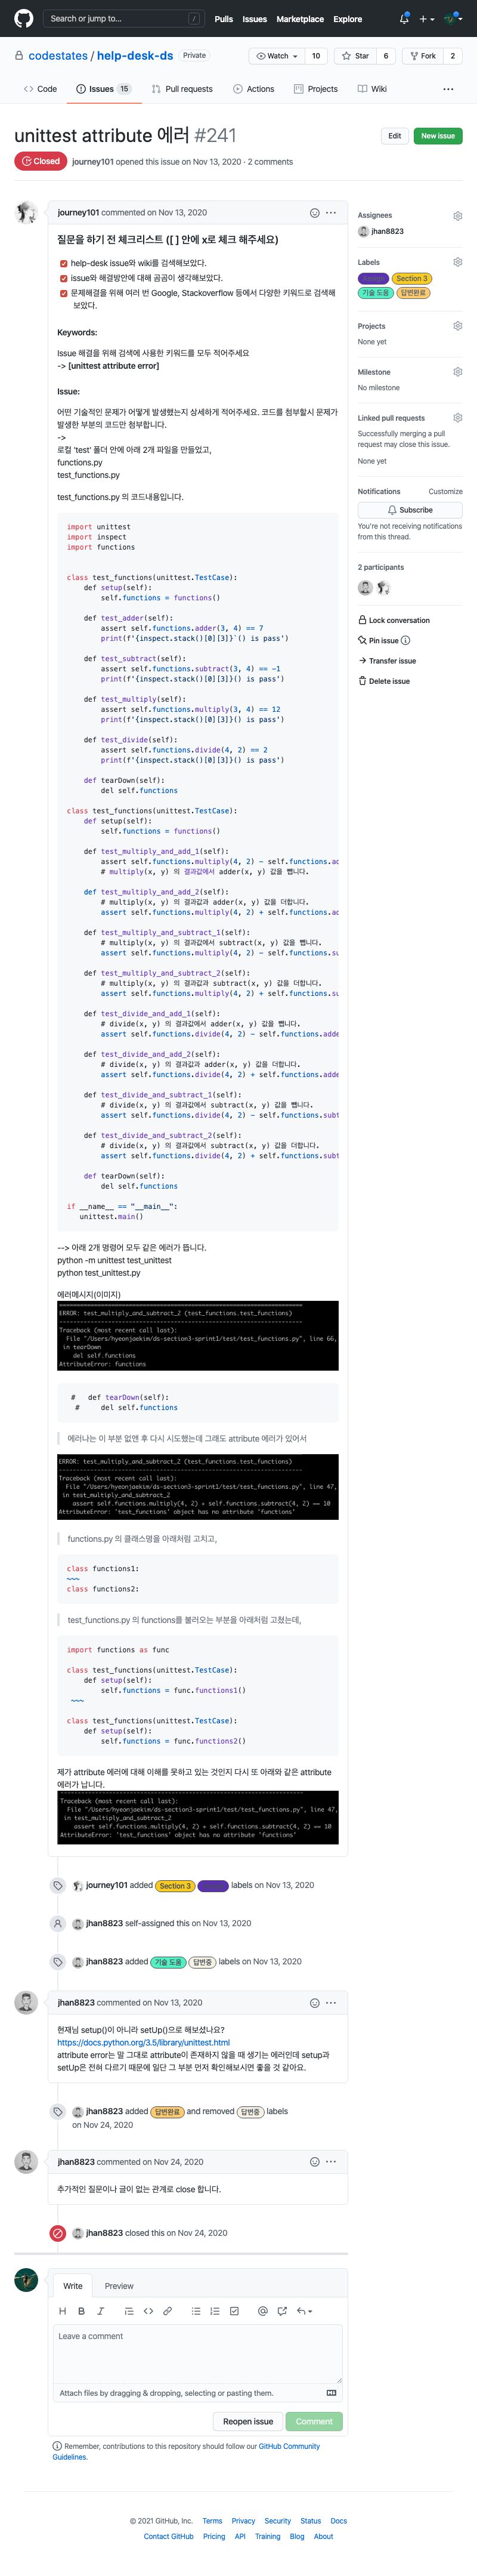 Search or jump to...
/
Pulls Issues Marketplace Explore
codestates / help-desk-ds Private
Watch 10 Star 6 Fork 2
Code Issues 15 Pull requests Actions Projects Wiki
unittest attribute 에러 #241
Edit New issue
Closed journey101 opened this issue on Nov 13, 2020 · 2 comments
journey101 commented on Nov 13, 2020
질문을 하기 전 체크리스트 ([ ] 안에 x로 체크 해주세요)
help-desk issue와 wiki를 검색해보았다.
issue와 해결방안에 대해 곰곰이 생각해보았다.
문제해결을 위해 여러 번 Google, Stackoverflow 등에서 다양한 키워드로 검색해
보았다.
Keywords:
Issue 해결을 위해 검색에 사용한 키워드를 모두 적어주세요
-> [unittest attribute error]
Issue:
어떤 기술적인 문제가 어떻게 발생했는지 상세하게 적어주세요. 코드를 첨부할시 문제가
발생한 부분의 코드만 첨부합니다.
->
로컬 'test' 폴더 안에 아래 2개 파일을 만들었고,
functions.py
test_functions.py
test_functions.py 의 코드내용입니다.
import unittest
import inspect
import functions
class test_functions(unittest.TestCase):
def setup(self):
self.functions = functions()
def test_adder(self):
assert self.functions.adder(3, 4) == 7
print(f'{inspect.stack()[0][3]}`() is pass')
def test_subtract(self):
assert self.functions.subtract(3, 4) == -1
print(f'{inspect.stack()[0][3]}() is pass')
def test_multiply(self):
assert self.functions.multiply(3, 4) == 12
print(f'{inspect.stack()[0][3]}() is pass')
def test_divide(self):
assert self.functions.divide(4, 2) == 2
print(f'{inspect.stack()[0][3]}() is pass')
def tearDown(self):
del self.functions
class test_functions(unittest.TestCase):
def setup(self):
self.functions = functions()
def test_multiply_and_add_1(self):
assert self.functions.multiply(4, 2) - self.functions.ad
# multiply(x, y) 의 결과값에서 adder(x, y) 값을 뺍니다.
def test_multiply_and_add_2(self):
# multiply(x, y) 의 결과값과 adder(x, y) 값을 더합니다.
assert self.functions.multiply(4, 2) + self.functions.ad
def test_multiply_and_subtract_1(self):
# multiply(x, y) 의 결과값에서 subtract(x, y) 값을 뺍니다.
assert self.functions.multiply(4, 2) - self.functions.su
def test_multiply_and_subtract_2(self):
# multiply(x, y) 의 결과값과 subtract(x, y) 값을 더합니다.
assert self.functions.multiply(4, 2) + self.functions.su
def test_divide_and_add_1(self):
# divide(x, y) 의 결과값에서 adder(x, y) 값을 뺍니다.
assert self.functions.divide(4, 2) - self.functions.adde
def test_divide_and_add_2(self):
# divide(x, y) 의 결과값과 adder(x, y) 값을 더합니다.
assert self.functions.divide(4, 2) + self.functions.adde
def test_divide_and_subtract_1(self):
# divide(x, y) 의 결과값에서 subtract(x, y) 값을 뺍니다.
assert self.functions.divide(4, 2) - self.functions.subt
def test_divide_and_subtract_2(self):
# divide(x, y) 의 결과값에서 subtract(x, y) 값을 더합니다.
assert self.functions.divide(4, 2) + self.functions.subt
def tearDown(self):
del self.functions
if __name__ == "__main__":
unittest.main()
--> 아래 2개 명령어 모두 같은 에러가 뜹니다.
python -m unittest test_unittest
python test_unittest.py
에러메시지(이미지)
ERROR: test_multiply_and_subtract_2 (test_functions.test_functions)
Traceback (most recent call last):
File "/Users/hyeonjaekim/ds-section3-sprint1/test/test_functions.py", line 66,
in tearDown
del self.functions
AttributeError: functions
# def tearDown(self):
# del self.functions
에러나는 이 부분 없앤 후 다시 시도했는데 그래도 attribute 에러가 있어서
ERROR: test_multiply_and_subtract_2 (test_functions.test_functions)
Traceback (most recent call last):
File "/Users/hyeonjaekim/ds-section3-sprint1/test/test_functions.py", line 47,
in test_multiply_and_subtract_2
assert self.functions.multiply(4, 2) + self.functions.subtract(4, 2) == 10
AttributeError: 'test_functions' object has no attribute 'functions'
functions.py 의 클래스명을 아래처럼 고치고,
class functions1:
~~~
class functions2:
test_functions.py 의 functions를 불러오는 부분을 아래처럼 고쳤는데,
import functions as func
class test_functions(unittest.TestCase):
def setup(self):
self.functions = func.functions1()
~~~
class test_functions(unittest.TestCase):
def setup(self):
self.functions = func.functions2()
제가 attribute 에러에 대해 이해를 못하고 있는 것인지 다시 또 아래와 같은 attribute
에러가 납니다.
Traceback (most recent call last):
File "/Users/hyeonjaekim/ds-section3-sprint1/test/test_functions.py", line 47,
in test_multiply_and_subtract_2
assert self.functions.multiply(4, 2) + self.functions.subtract(4, 2) == 10
AttributeError: 'test_functions' object has no attribute 'functions'
journey101 added Section 3 labels on Nov 13, 2020
jhan8823 self-assigned this on Nov 13, 2020
jhan8823 added 기술 도움 답변중 labels on Nov 13, 2020
jhan8823 commented on Nov 13, 2020
현재님 setup()이 아니라 setUp()으로 해보셨나요?
https://docs.python.org/3.5/library/unittest.html
attribute error는 말 그대로 attribute이 존재하지 않을 때 생기는 에러인데 setup과
setUp은 전혀 다르기 때문에 일단 그 부분 먼저 확인해보시면 좋을 것 같아요.
jhan8823 added 답변완료 and removed 답변중 labels
on Nov 24, 2020
jhan8823 commented on Nov 24, 2020
추가적인 질문이나 글이 없는 관계로 close 합니다.
jhan8823 closed this on Nov 24, 2020
Write Preview
Leave a comment
Attach files by dragging & dropping, selecting or pasting them.
Reopen issue Comment
Remember, contributions to this repository should follow our GitHub Community
Guidelines.
Assignees
jhan8823
Labels
Section 3
기술 도움 답변완료
Projects
None yet
Milestone
No milestone
Linked pull requests
Successfully merging a pull
request may close this issue.
None yet
Notifications Customize
Subscribe
You're not receiving notifications
from this thread.
2 participants
Lock conversation
Pin issue
Transfer issue
Delete issue
© 2021 GitHub, Inc. Terms Privacy Security Status Docs
Contact GitHub Pricing API Training Blog About